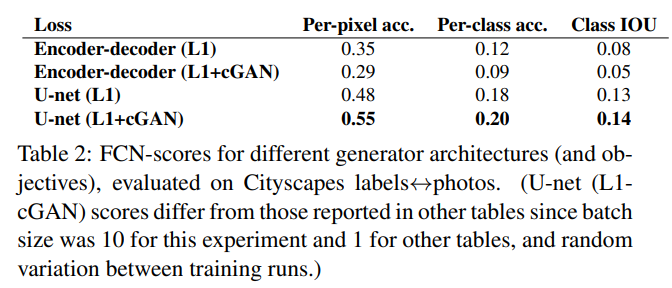 Loss Per-pixel acc. Per-class acc. Class IOU
Encoder-decoder (L1) 0.35 0.12 0.08
Encoder-decoder (L1+cGAN) 0.29 0.09 0.05
U-net (L1) 0.48 0.18 0.13
U-net (L1+cGAN) 0.55 0.20 0.14
Table 2: FCN-scores for different generator architectures (and ob-
jectives), evaluated on Cityscapes labels↔photos. (U-net (L1-
cGAN) scores differ from those reported in other tables since batch
size was 10 for this experiment and 1 for other tables, and random
variation between training runs.)